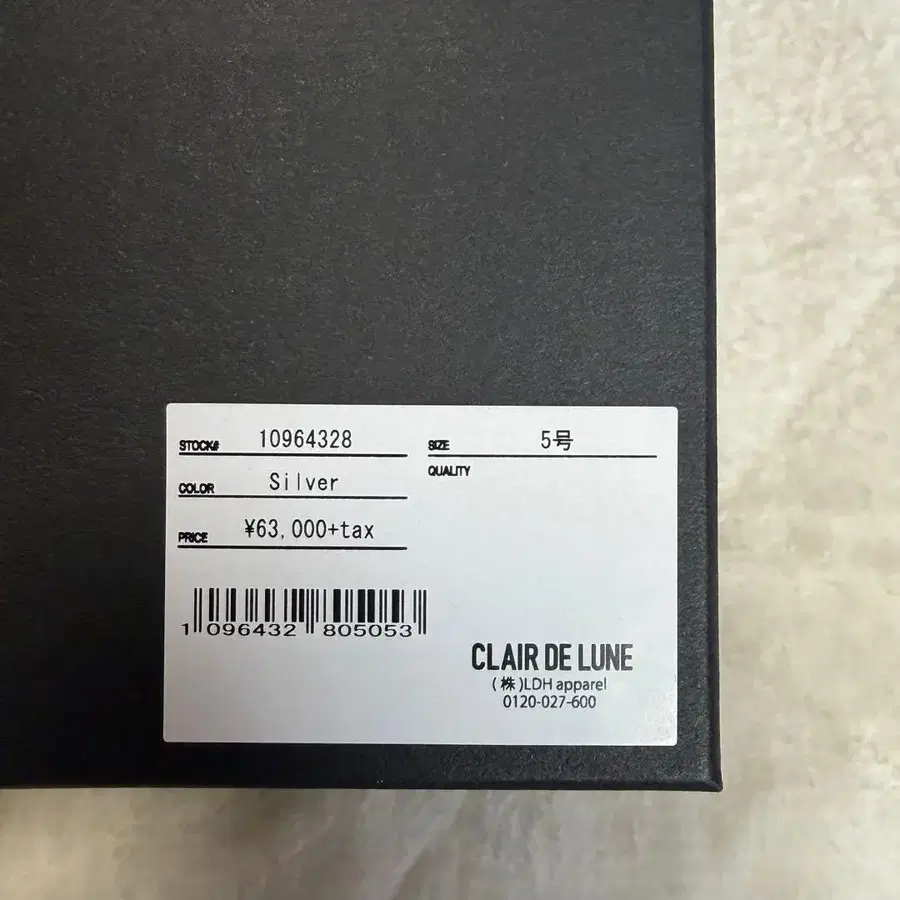 STOCK# 10964328
SIZE 5号
COLOR Silver
QUALITY
PRICE ¥63,000+tax
1 096432 805053
CLAIR DE LUNE
(株)LDH apparel
0120-027-600